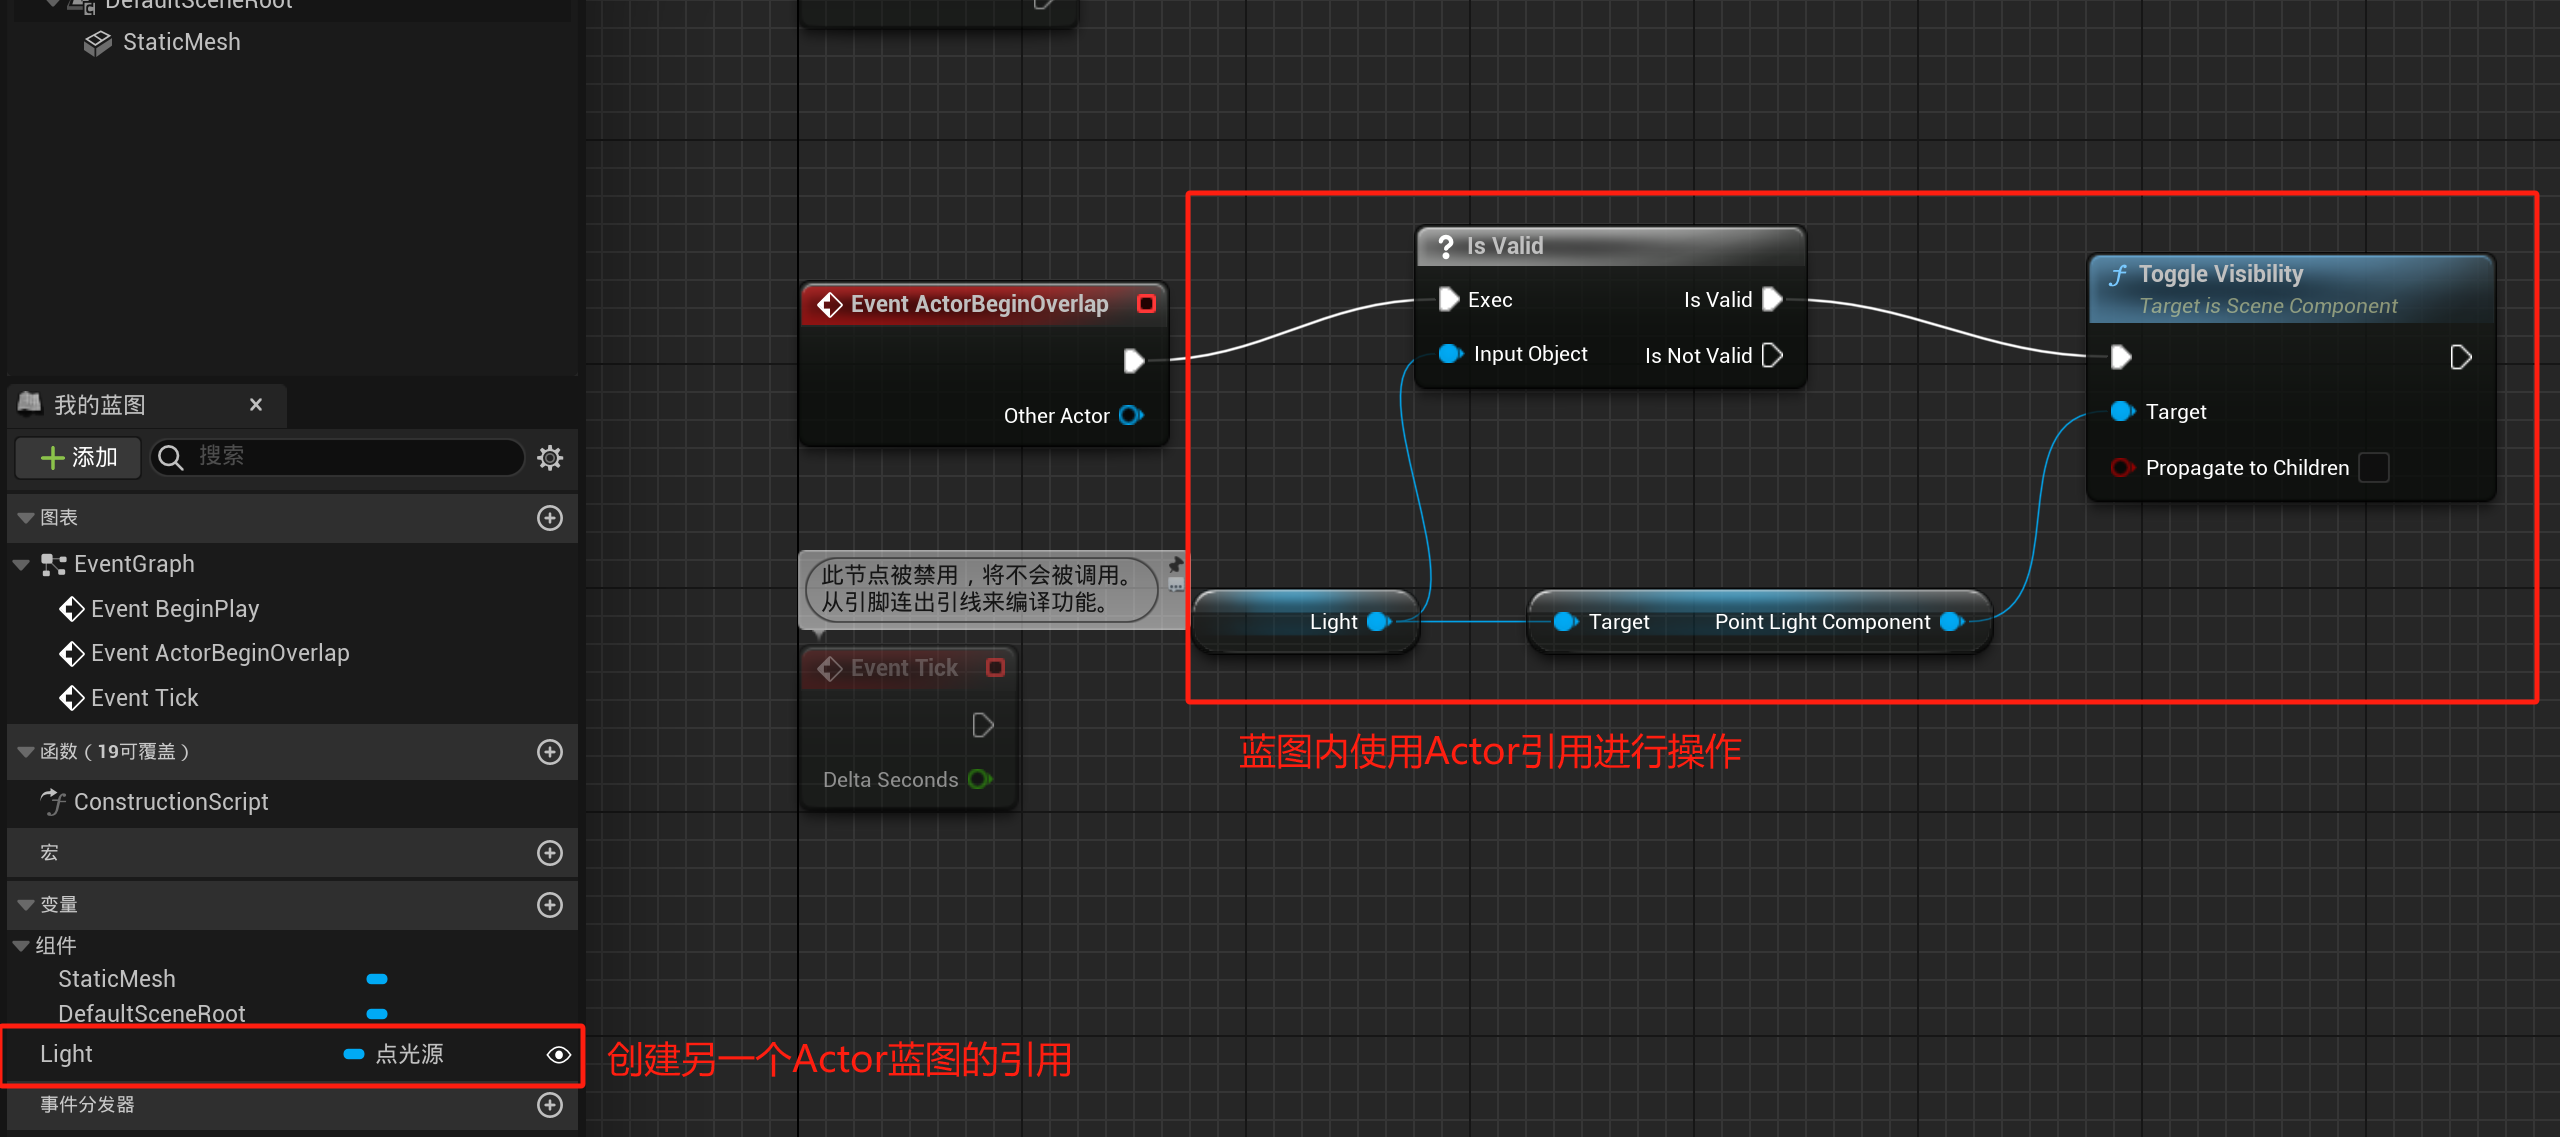 DefaultSceneRoot
StaticMesh
我的蓝图
添加
搜索
图表
EventGraph
Event BeginPlay
Event ActorBeginOverlap
Event Tick
函数（19可覆盖）
ConstructionScript
宏
变量
组件
StaticMesh
DefaultSceneRoot
Light 点光源
事件分发器
Event ActorBeginOverlap
Other Actor
此节点被禁用，将不会被调用。
从引脚连出引线来编译功能。
Event Tick
Delta Seconds
Is Valid
Exec Is Valid
Input Object Is Not Valid
Toggle Visibility
Target is Scene Component
Target
Propagate to Children
Light
Target Point Light Component
蓝图内使用Actor引用进行操作
创建另一个Actor蓝图的引用